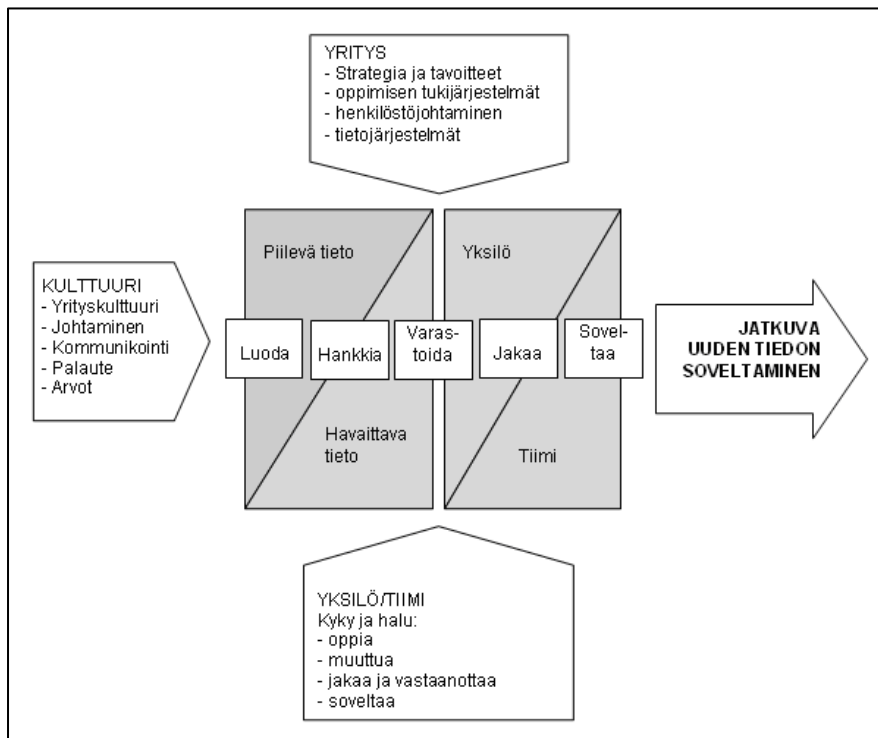 YRITYS
- Strategia ja tavoitteet
- oppimisen tukijärjestelmät
- henkilöstöjohtaminen
- tietojärjestelmät
Piilevä tieto
Yksilö
KULTTUURI
- Yrityskulttuuri
- Johtaminen
- Kommunikointi
- Palaute
- Arvot
Luoda
Hankkia
Varas-
toida
Jakaa
Sovel-
taa
JATKUVA
UUDEN TIEDON
SOVELTAMINEN
Havaittava
tieto
Tiimi
YKSILÖ/TIIMI
Kyky ja halu:
- oppia
- muuttua
- jakaa ja vastaanottaa
- soveltaa